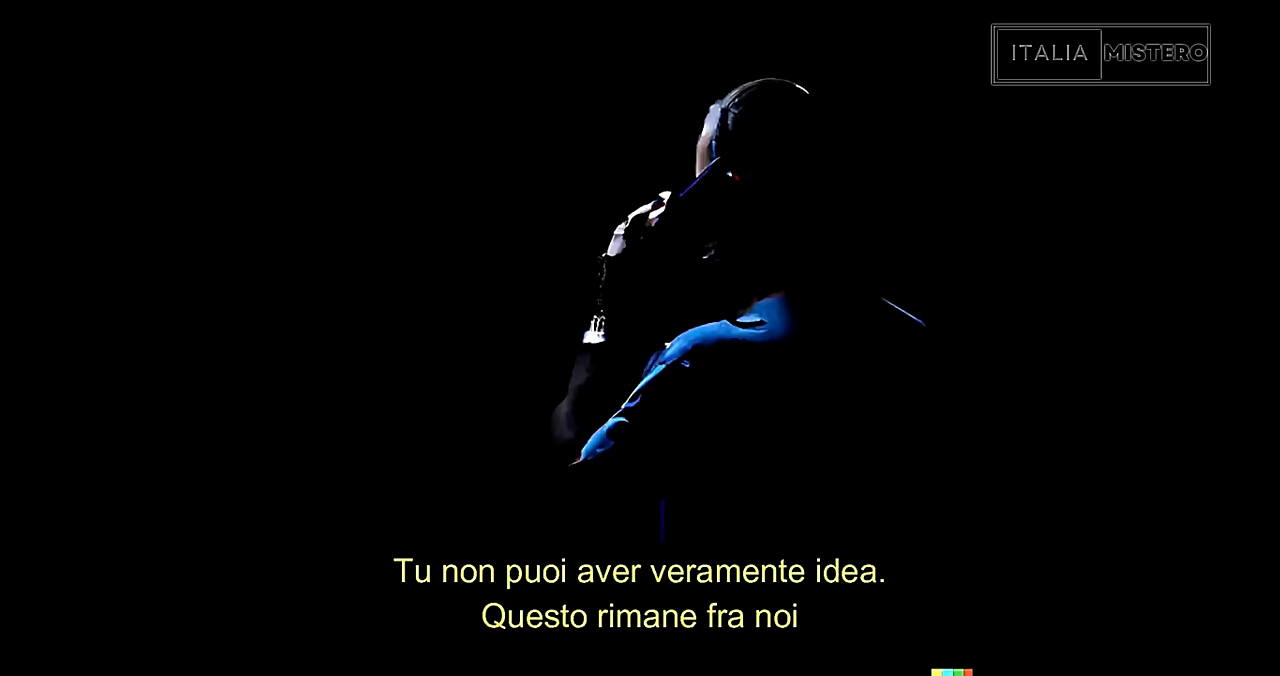 ITALIA MISTERO
Tu non puoi aver veramente idea.
Questo rimane fra noi